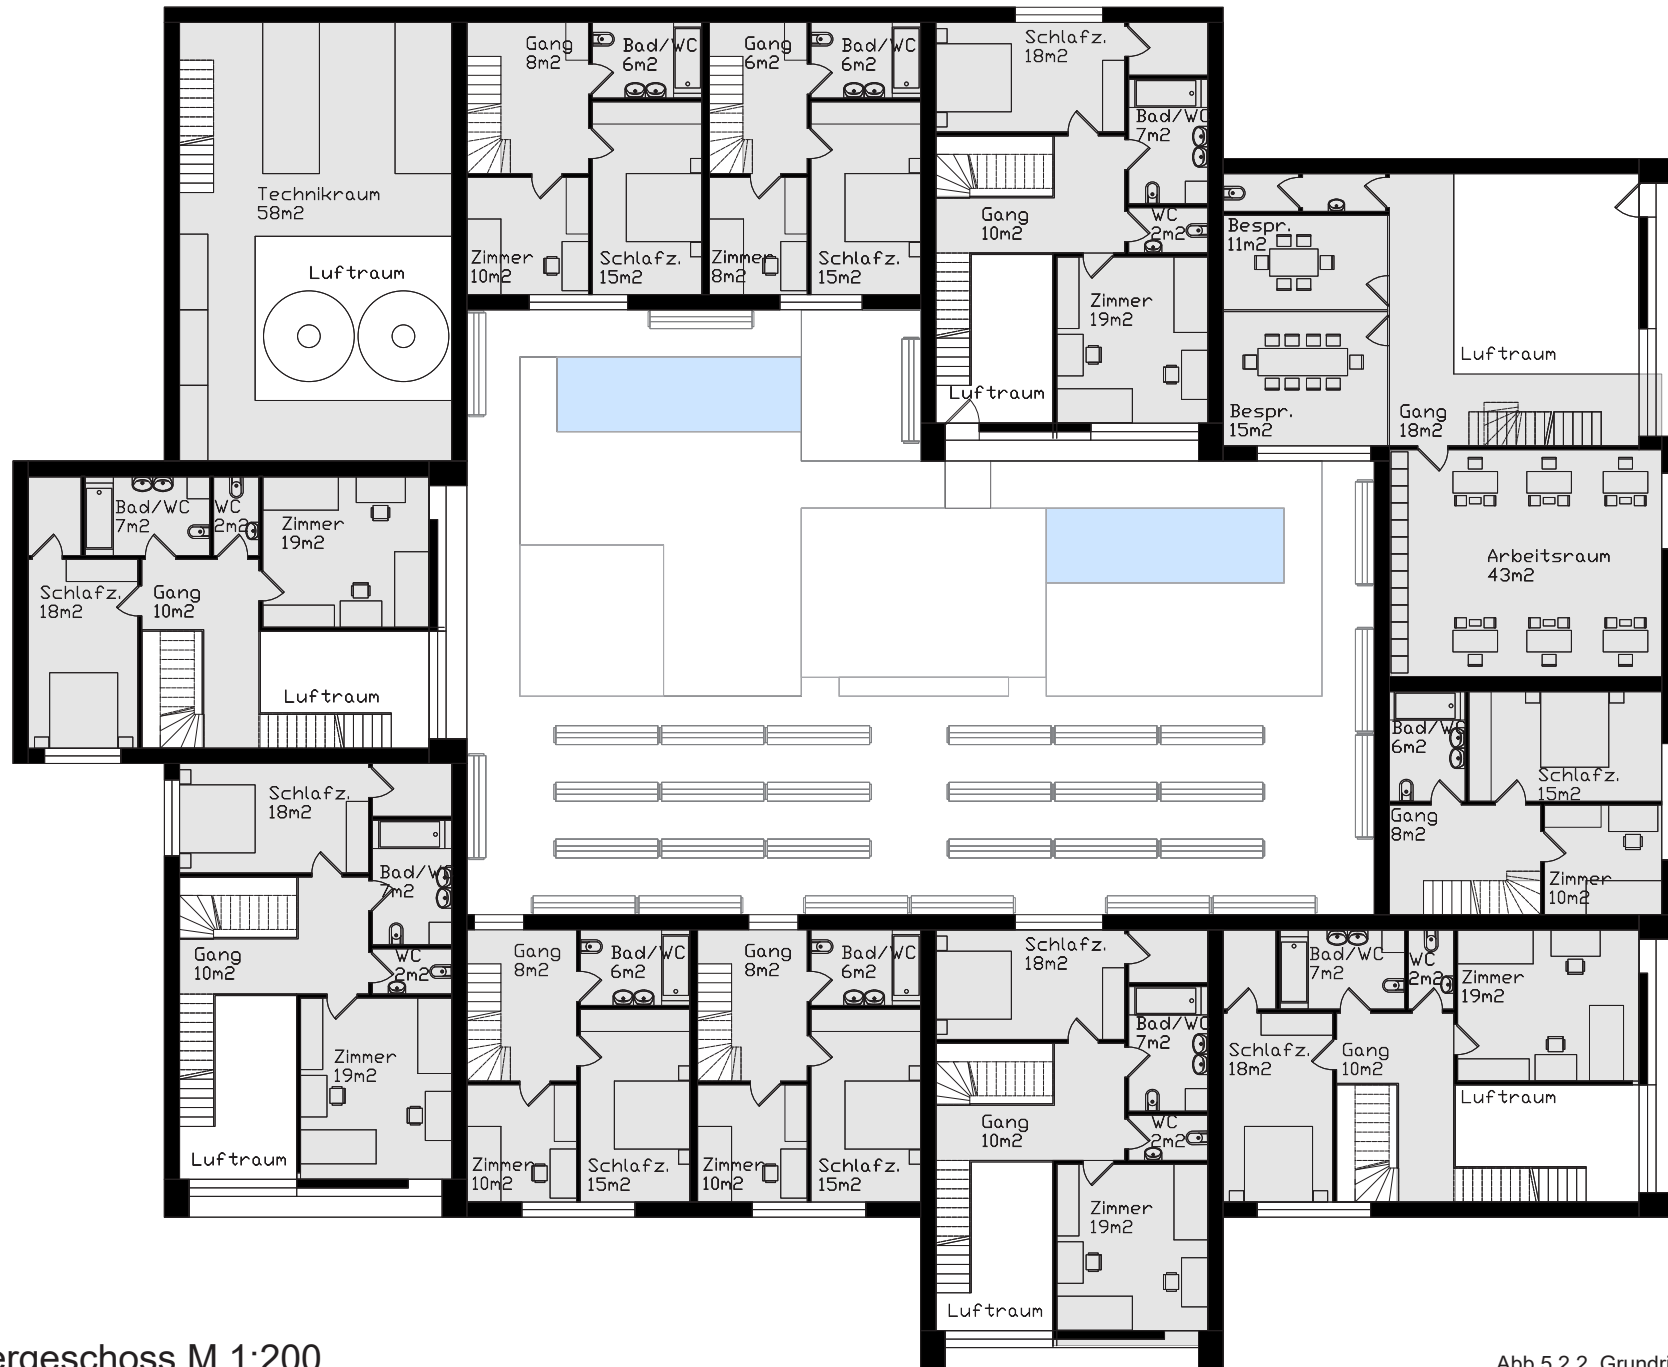 Gang
8m2
Bad/WC
6m2
Gang
6m2
Bad/WC
6m2
Schlafz.
18m2
Bad/WC
7m2
Technikraum
58m2
Gang
10m2
WC
2m2
Bespr.
11m2
Zimmer
10m2
Schlafz.
15m2
Zimmer
8m2
Schlafz.
15m2
Luftraum
Zimmer
19m2
Luftraum
Luftraum
Bespr.
15m2
Gang
18m2
Bad/WC
7m2
WC
2m2
Zimmer
19m2
Arbeitsraum
43m2
Schlafz.
18m2
Gang
10m2
Luftraum
Bad/WC
6m2
Schlafz.
15m2
Schlafz.
18m2
Gang
8m2
Bad/W
7m2
Zimmer
10m2
Gang
10m2
WC
2m2
Gang
8m2
Bad/WC
6m2
Gang
8m2
Bad/WC
6m2
Schlafz.
18m2
Bad/WC
7m2
WC
2m2
Zimmer
19m2
Bad/WC
7m2
Zimmer
19m2
Schlafz.
18m2
Gang
10m2
Luftraum
Gang
10m2
WC
2m2
Luftraum
Zimmer
10m2
Schlafz.
15m2
Zimmer
10m2
Schlafz.
15m2
Zimmer
19m2
Luftraum
ergeschoss M 1:200
Abb 5.2.2. Grundri